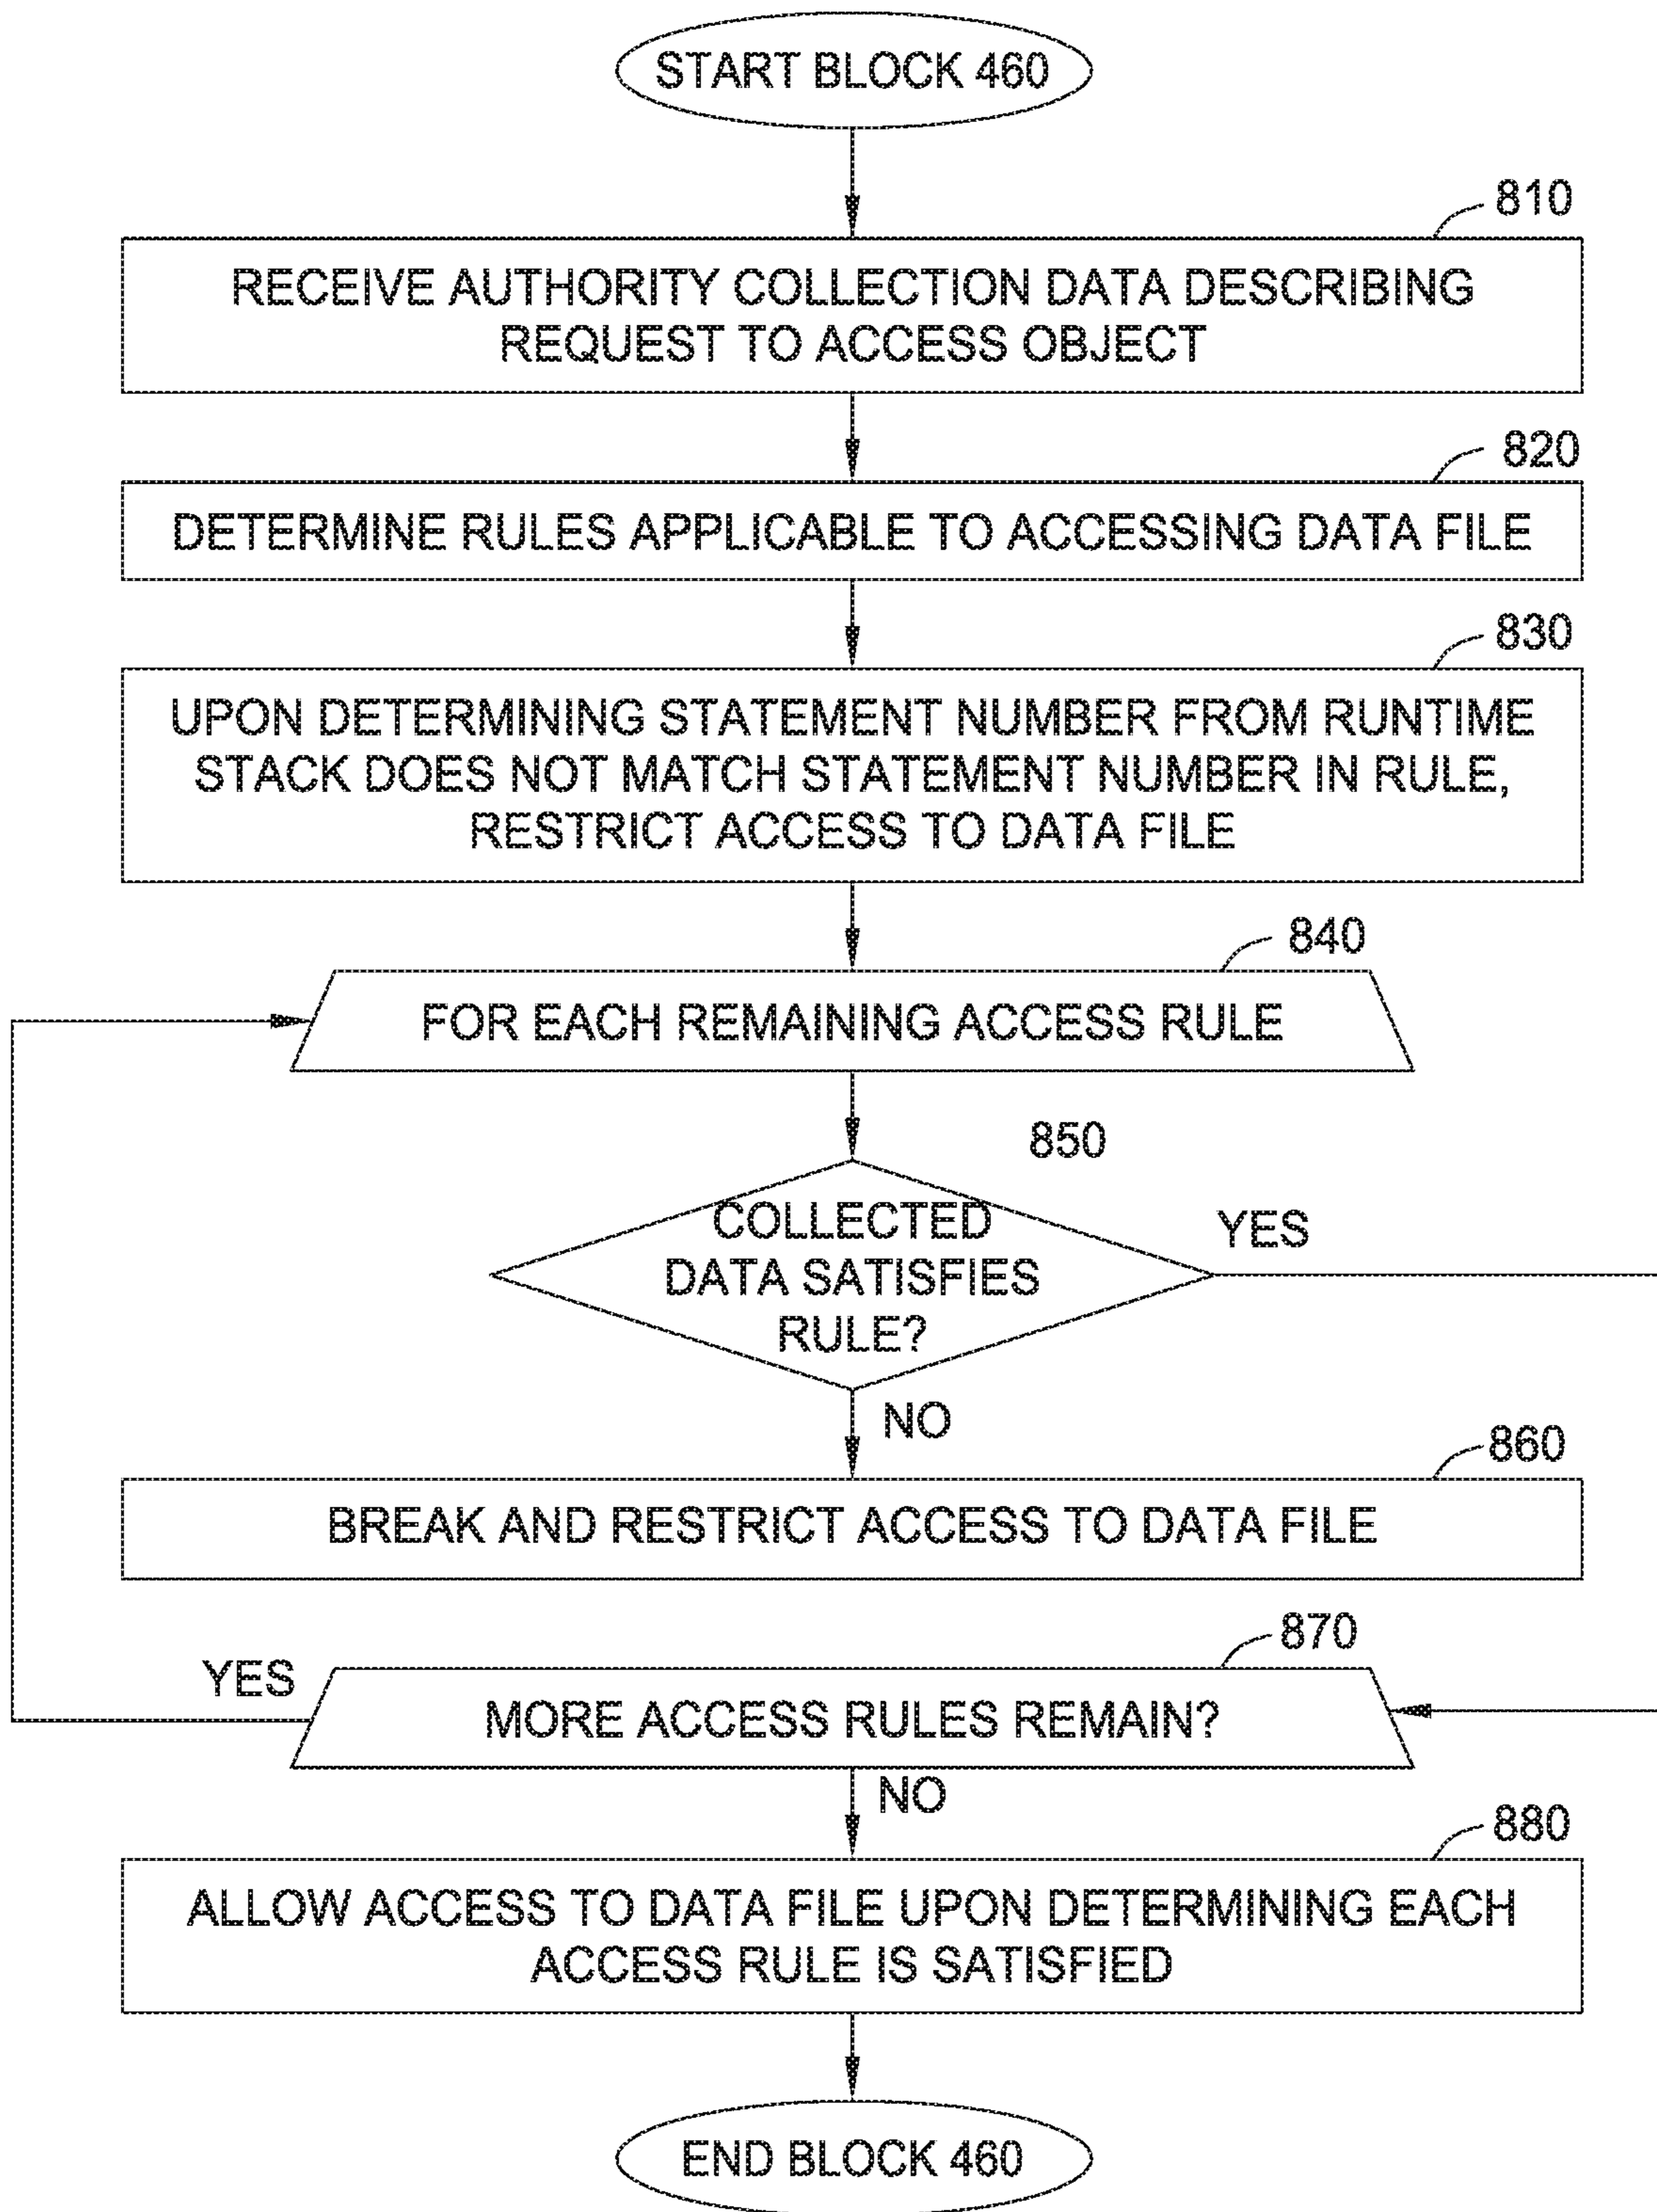 START BLOCK 460
810
RECEIVE AUTHORITY COLLECTION DATA DESCRIBING
REQUEST TO ACCESS OBJECT
820
DETERMINE RULES APPLICABLE TO ACCESSING DATA FILE
830
UPON DETERMINING STATEMENT NUMBER FROM RUNTIME
STACK DOES NOT MATCH STATEMENT NUMBER IN RULE,
RESTRICT ACCESS TO DATA FILE
840
FOR EACH REMAINING ACCESS RULE
850
COLLECTED
DATA SATISFIES
RULE?
YES
NO
860
BREAK AND RESTRICT ACCESS TO DATA FILE
870
YES
MORE ACCESS RULES REMAIN?
NO
880
ALLOW ACCESS TO DATA FILE UPON DETERMINING EACH
ACCESS RULE IS SATISFIED
END BLOCK 460